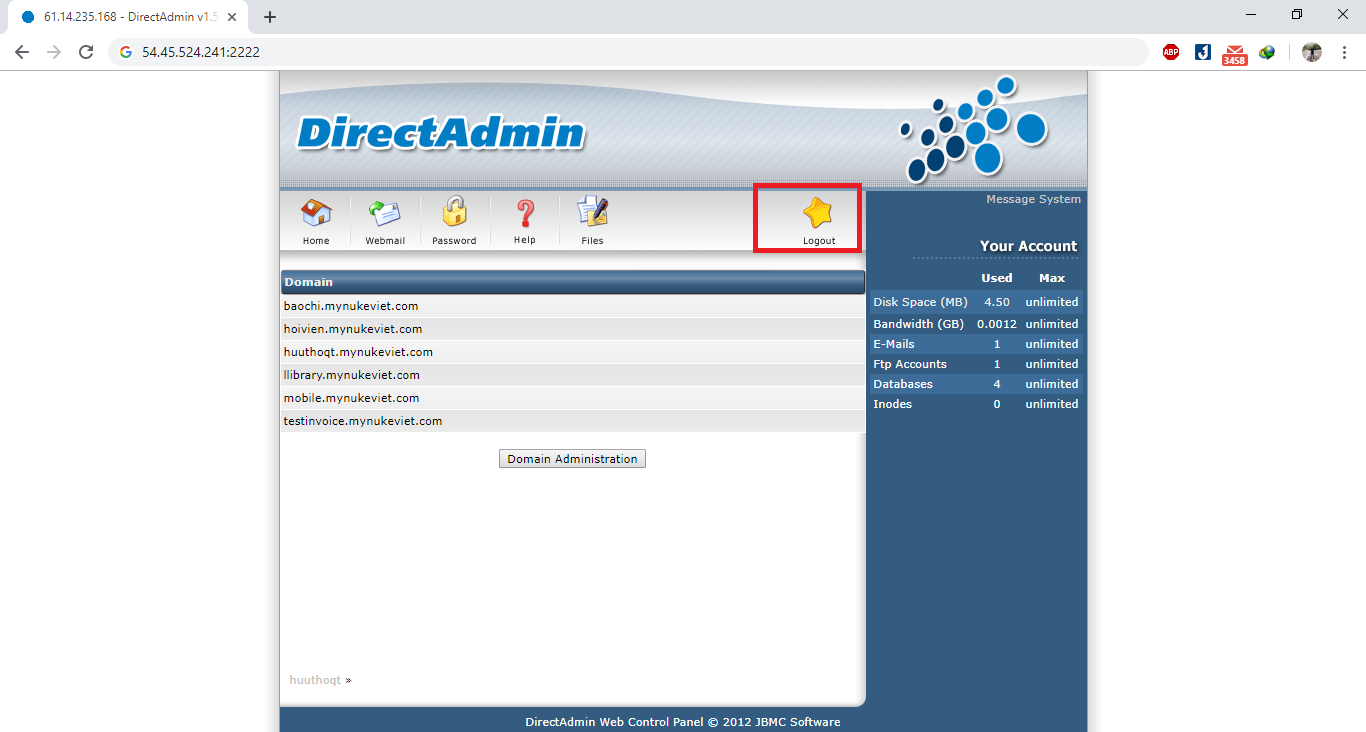 61.14.235.168 - DirectAdmin v1.5
54.45.524.241:2222
ABP
3458
DirectAdmin
Home
Webmail
Password
Help
Files
Logout
Message System
Your Account
Used Max
Disk Space (MB) 4.50 unlimited
Bandwidth (GB) 0.0012 unlimited
E-Mails 1 unlimited
Ftp Accounts 1 unlimited
Databases 4 unlimited
Inodes 0 unlimited
Domain
baochi.mynukeviet.com
hoivien.mynukeviet.com
huuthoqt.mynukeviet.com
llibrary.mynukeviet.com
mobile.mynukeviet.com
testinvoice.mynukeviet.com
Domain Administration
huuthoqt »
DirectAdmin Web Control Panel © 2012 JBMC Software